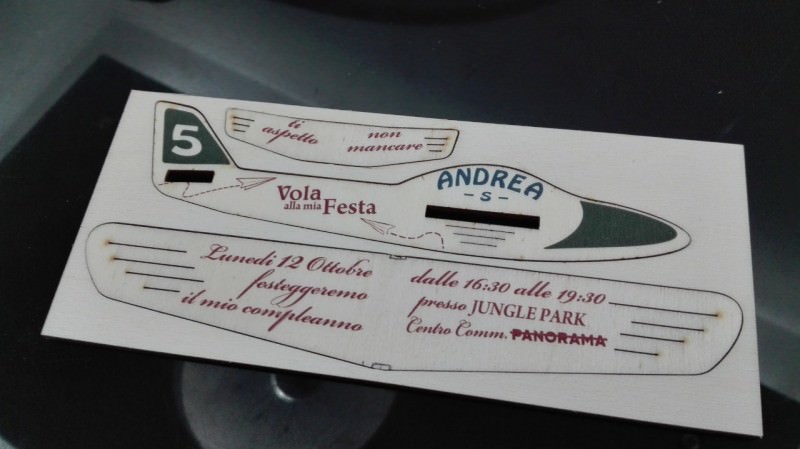 5
ti
aspetto
non
mancare
ANDREA
- S -
Vola
alla mia Festa
Lunedì 12 Ottobre
festeggeremo
il mio compleanno
dalle 16:30 alle 19:30
presso JUNGLE PARK
Centro Comm. PANORAMA